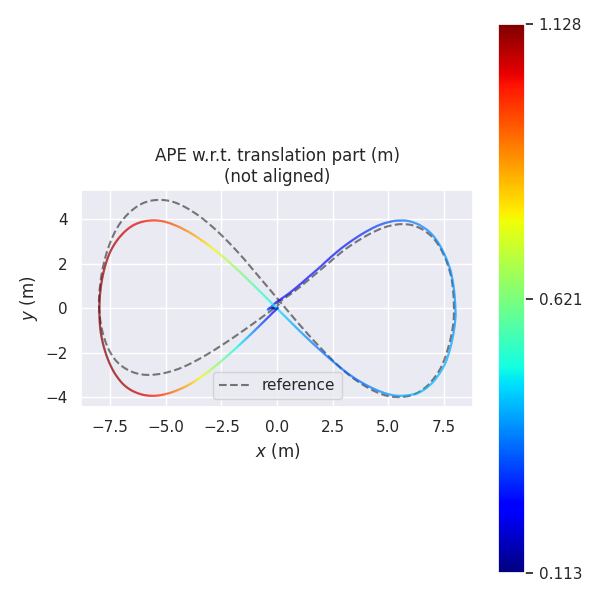 APE w.r.t. translation part (m)
(not aligned)
1.128
0.621
0.113
4
2
0
−2
−4
y (m)
−7.5 −5.0 −2.5 0.0 2.5 5.0 7.5
x (m)
reference